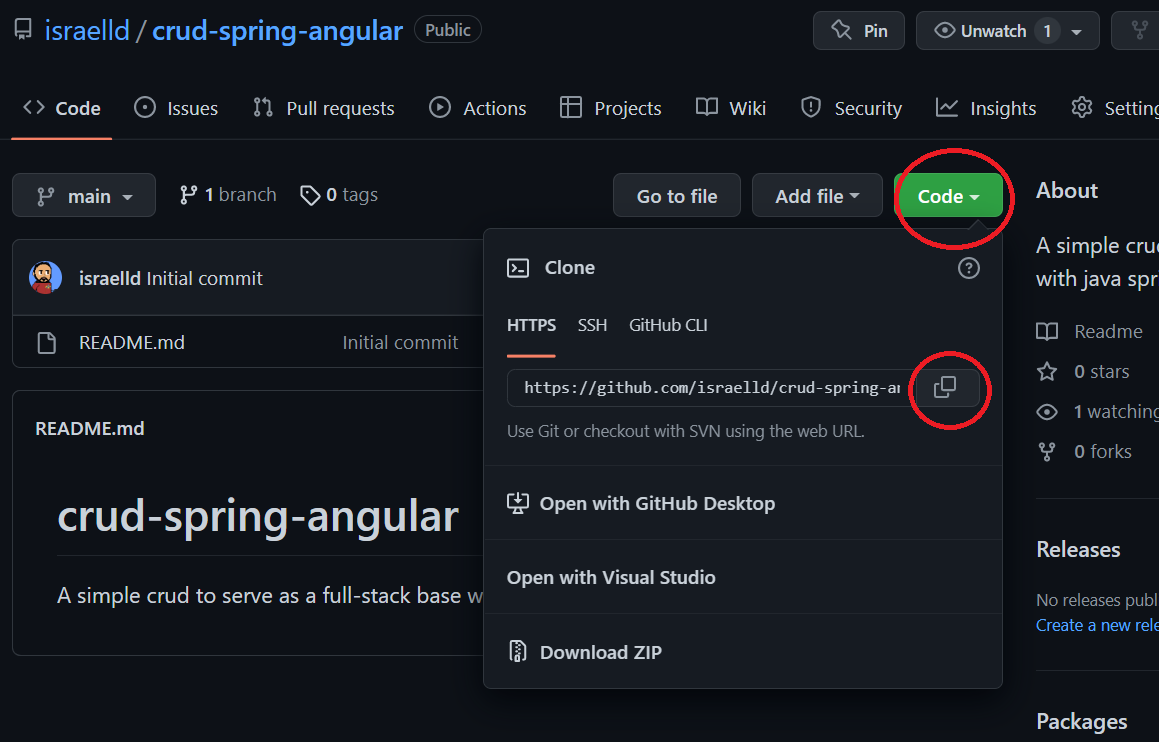 israelld / crud-spring-angular Public
Pin
Unwatch 1
Code
Issues
Pull requests
Actions
Projects
Wiki
Security
Insights
Setting
main
1 branch
0 tags
Go to file
Add file
Code
israelld Initial commit
README.md Initial commit
README.md
crud-spring-angular
A simple crud to serve as a full-stack base w
Clone
HTTPS SSH GitHub CLI
https://github.com/israelld/crud-spring-an
Use Git or checkout with SVN using the web URL.
Open with GitHub Desktop
Open with Visual Studio
Download ZIP
About
A simple cru
with java spr
Readme
0 stars
1 watching
0 forks
Releases
No releases publ
Create a new rele
Packages